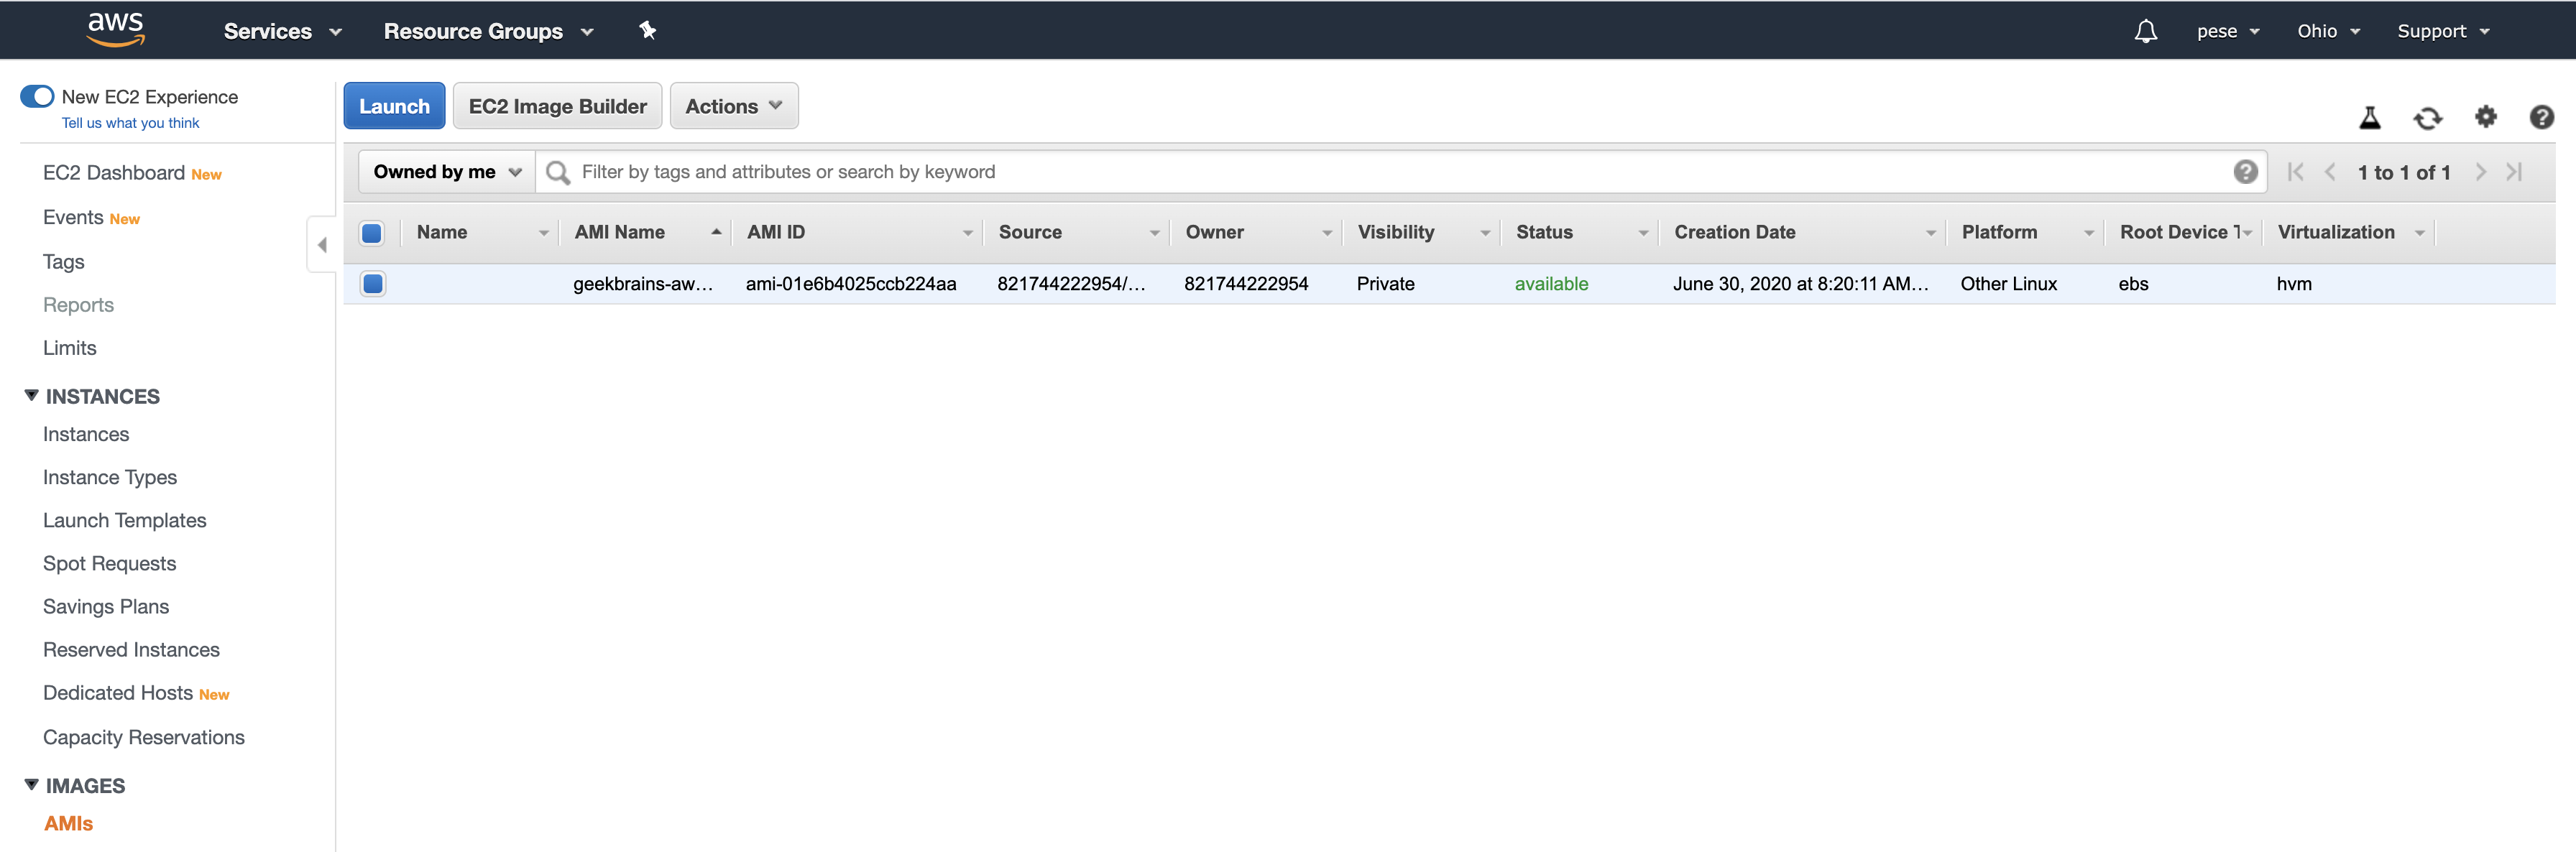 aws Services Resource Groups pese Ohio Support
New EC2 Experience
Tell us what you think
EC2 Dashboard New
Events New
Tags
Reports
Limits
INSTANCES
Instances
Instance Types
Launch Templates
Spot Requests
Savings Plans
Reserved Instances
Dedicated Hosts New
Capacity Reservations
IMAGES
AMIs
Launch EC2 Image Builder Actions
Owned by me Filter by tags and attributes or search by keyword 1 to 1 of 1
Name AMI Name AMI ID Source Owner Visibility Status Creation Date Platform Root Device T Virtualization
geekbrains-aw... ami-01e6b4025ccb224aa 821744222954/... 821744222954 Private available June 30, 2020 at 8:20:11 AM... Other Linux ebs hvm